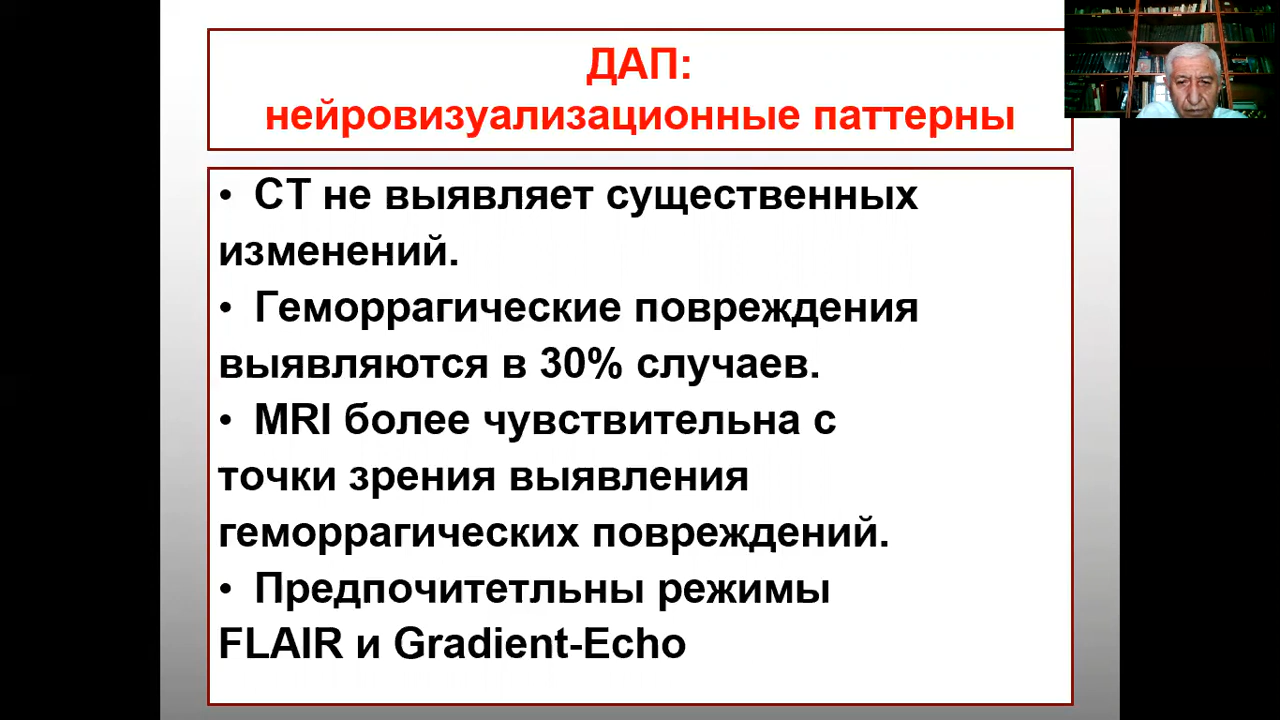 ДАП:
нейровизуализационные паттерны
• СТ не выявляет существенных
изменений.
• Геморрагические повреждения
выявляются в 30% случаев.
• MRI более чувствительна с
точки зрения выявления
геморрагических повреждений.
• Предпочитетльны режимы
FLAIR и Gradient-Echo